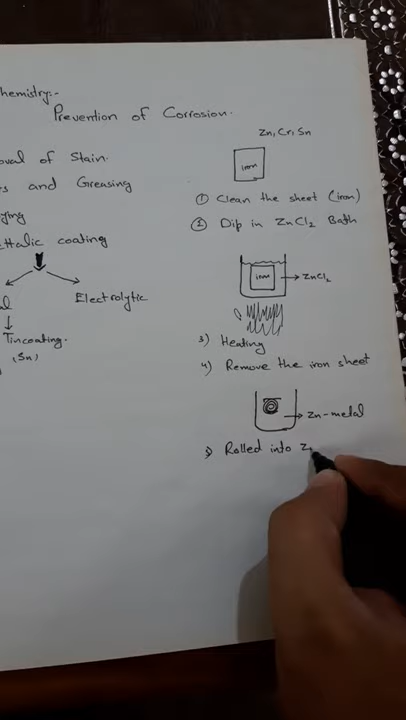 hemistry:-
Prevention of Corrosion.
oval of Stain.
and Greasing
ying
tallic coating
Electrolytic
al
Tincoating.
(Sn)
Zn, Cr, Sn
iron
① Clean the sheet (iron)
② Dip in ZnCl2 Bath
iron
ZnCl2
3) Heating
4) Remove the iron sheet
Zn-metal
5) Rolled into Z